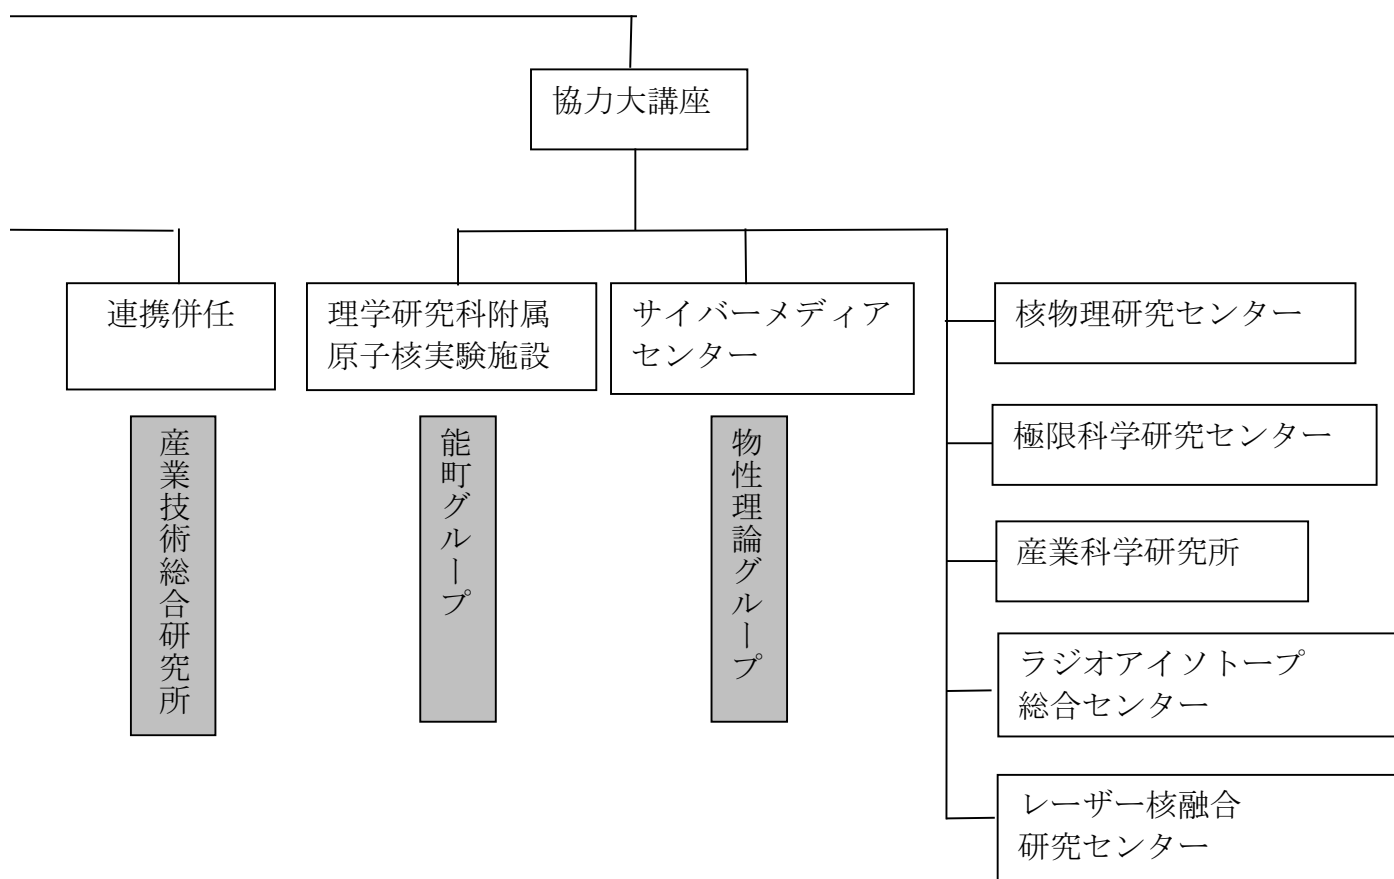 協力大講座
連携併任
理学研究科附属
原子核実験施設
サイバーメディア
センター
核物理研究センター
極限科学研究センター
産業科学研究所
ラジオアイソトープ
総合センター
レーザー核融合
研究センター
産業技術総合研究所
能町グループ
物性理論グループ